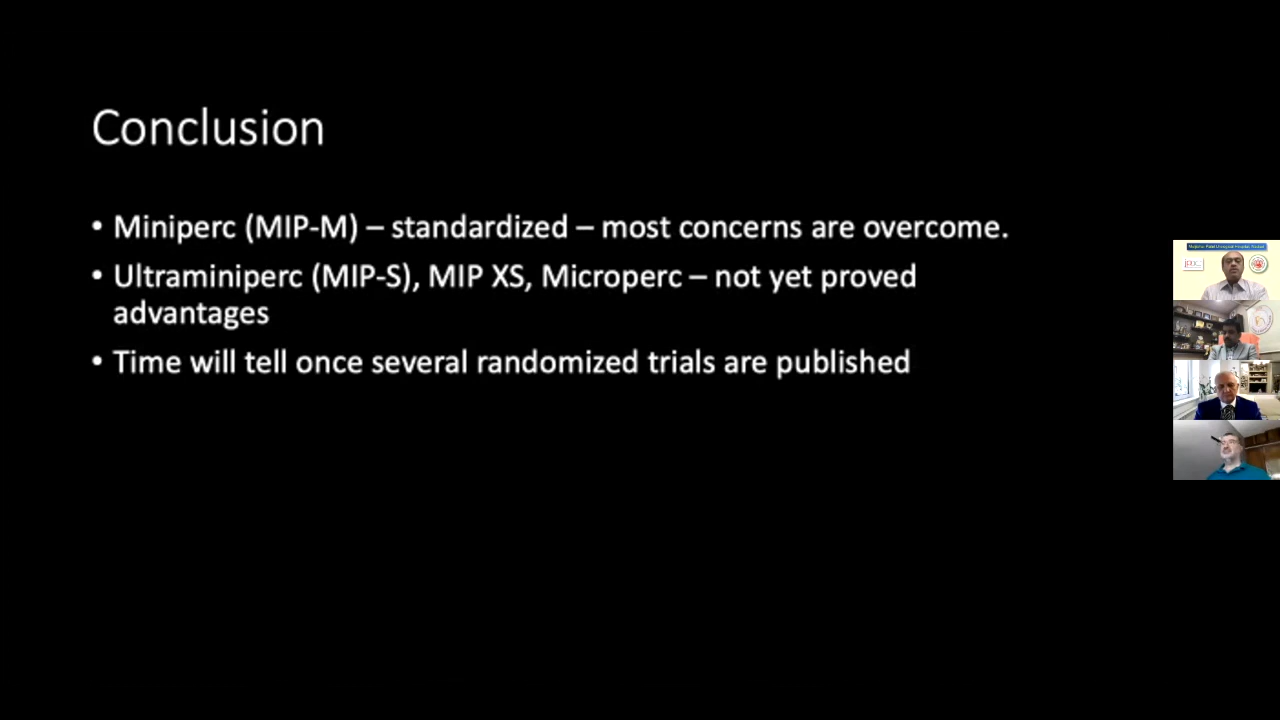 Conclusion
• Miniperc (MIP-M) – standardized – most concerns are overcome.
• Ultraminiperc (MIP-S), MIP XS, Microperc – not yet proved
advantages
• Time will tell once several randomized trials are published